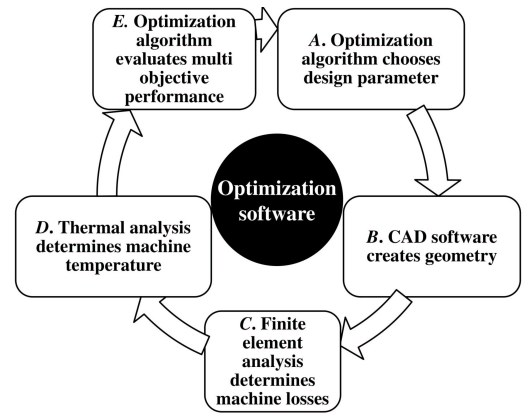 E. Optimization
algorithm
evaluates multi
objective
performance
A. Optimization
algorithm chooses
design parameter
Optimization
software
D. Thermal analysis
determines machine
temperature
B. CAD software
creates geometry
C. Finite
element
analysis
determines
machine losses